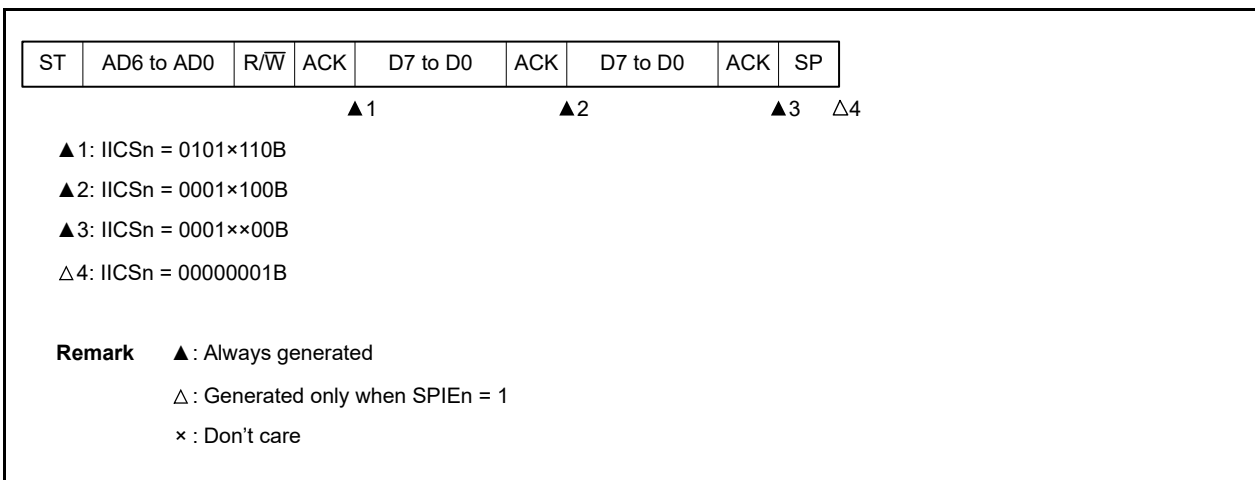 ST AD6 to AD0 R/W̅ ACK D7 to D0 ACK D7 to D0 ACK SP
▲1 ▲2 ▲3 △4
▲1: IICSn = 0101×110B
▲2: IICSn = 0001×100B
▲3: IICSn = 0001××00B
△4: IICSn = 00000001B
Remark ▲: Always generated
△: Generated only when SPIEn = 1
×: Don’t care